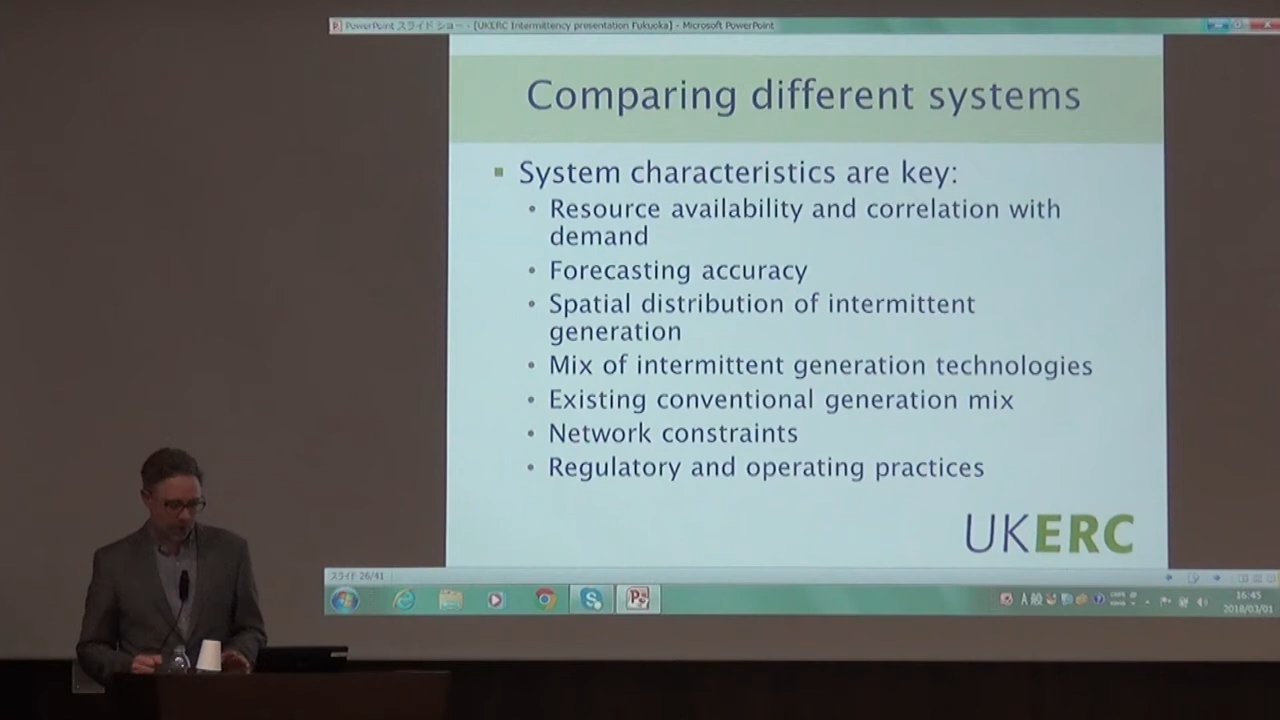 PowerPoint スライド ショー - [UKERC Intermittency presentation Fukuoka] - Microsoft PowerPoint
Comparing different systems
System characteristics are key:
Resource availability and correlation with
demand
Forecasting accuracy
Spatial distribution of intermittent
generation
Mix of intermittent generation technologies
Existing conventional generation mix
Network constraints
Regulatory and operating practices
UKERC
スライド 26/41
A 般
16:45
2018/03/01